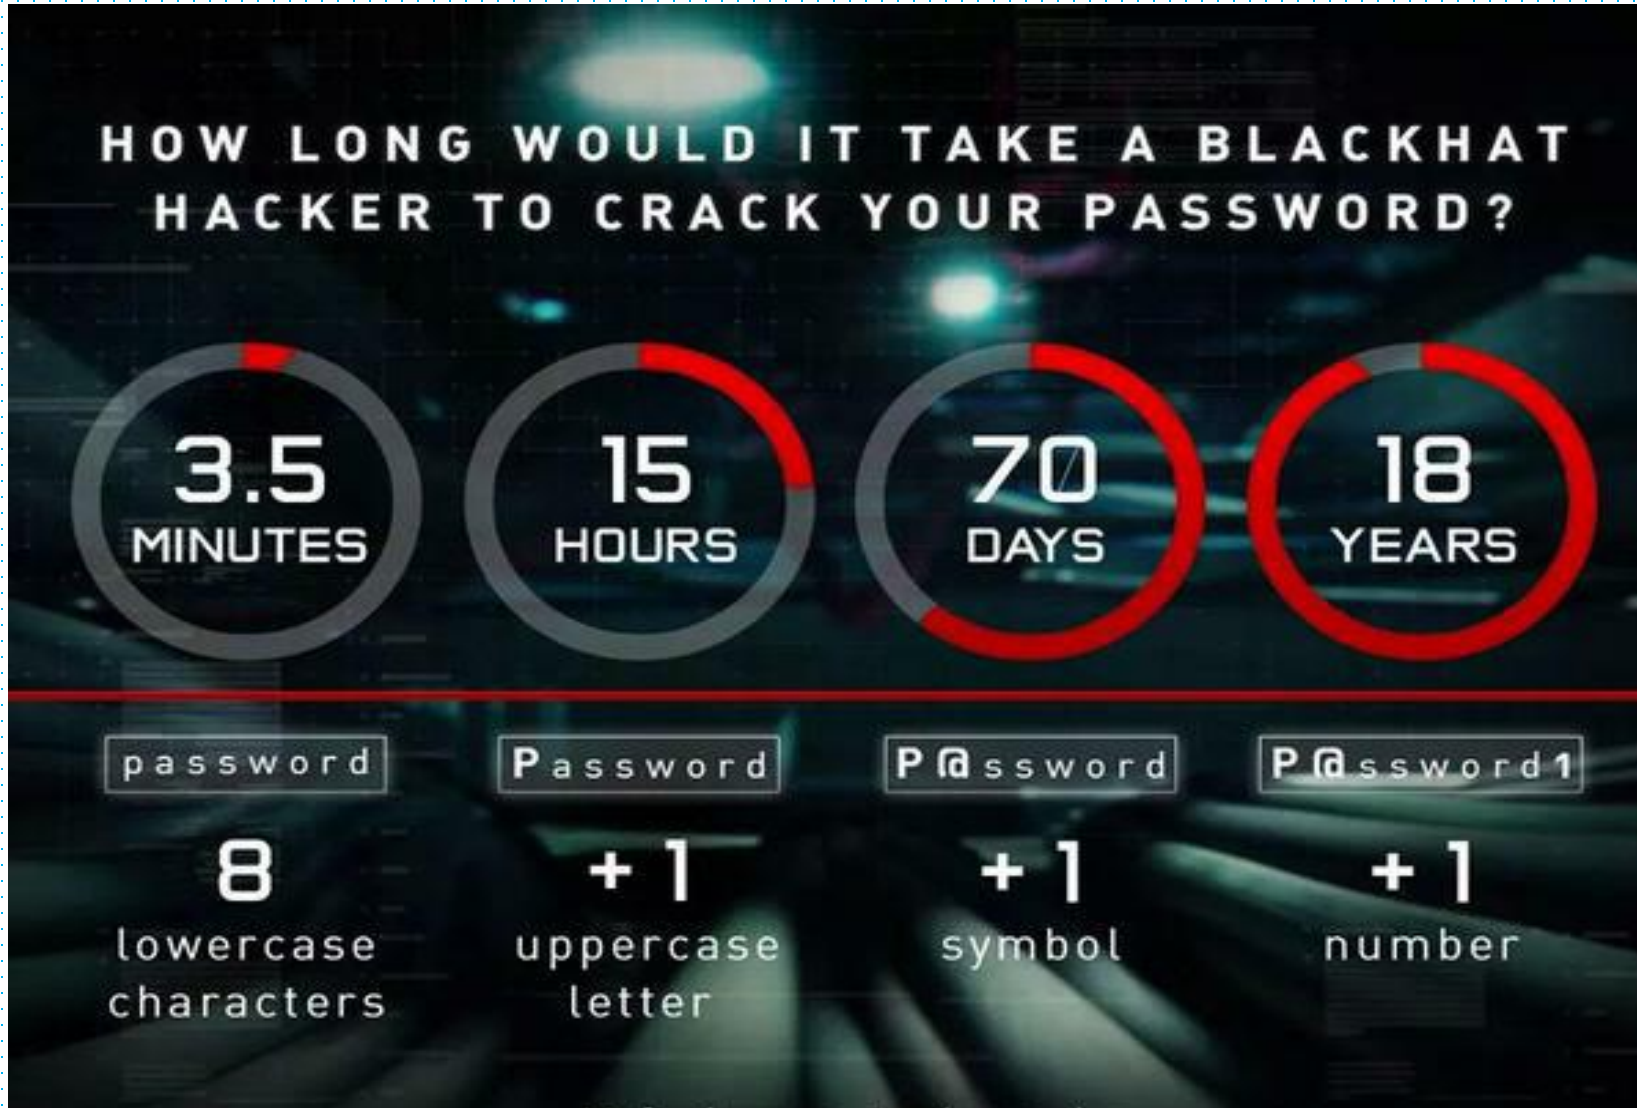 HOW LONG WOULD IT TAKE A BLACKHAT
HACKER TO CRACK YOUR PASSWORD?
3.5
MINUTES
15
HOURS
70
DAYS
18
YEARS
password
Password
P@ssword
P@ssword1
8
lowercase
characters
+1
uppercase
letter
+1
symbol
+1
number